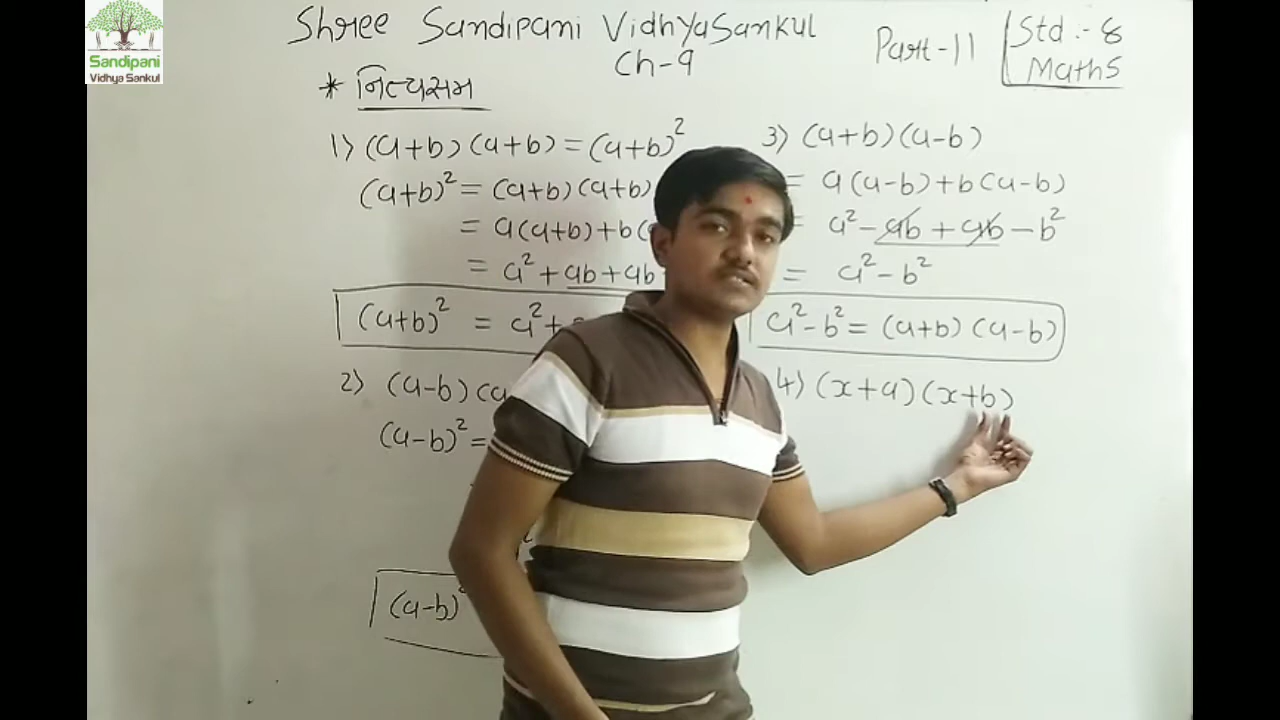 Sandipani
Vidhya Sankul
Shree Sandipani VidhyaSankul
Ch-9
Part-11
Std :- 8
Maths
* નિત્યસમ
1) (a+b) (a+b) = (a+b)²
(a+b)² = (a+b) (a+b)
= a(a+b)+b(
= a² + ab + ab
(a+b)² = a² +
2) (a-b) (a
(a-b)² =
(a-b)²
3) (a+b)(a-b)
= a(a-b)+b(a-b)
= a² - ab + ab - b²
= a² - b²
a² - b² = (a+b) (a-b)
4) (x+a)(x+b)